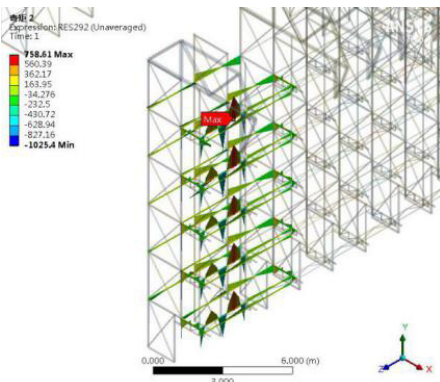 弯矩 2
Expression: RES292 (Unaveraged)
Time: 1
758.61 Max
560.39
362.17
163.95
-34.276
-232.5
-430.72
-628.94
-827.16
-1025.4 Min
Max
0.000
6.000 (m)
3.000
Y
Z
X